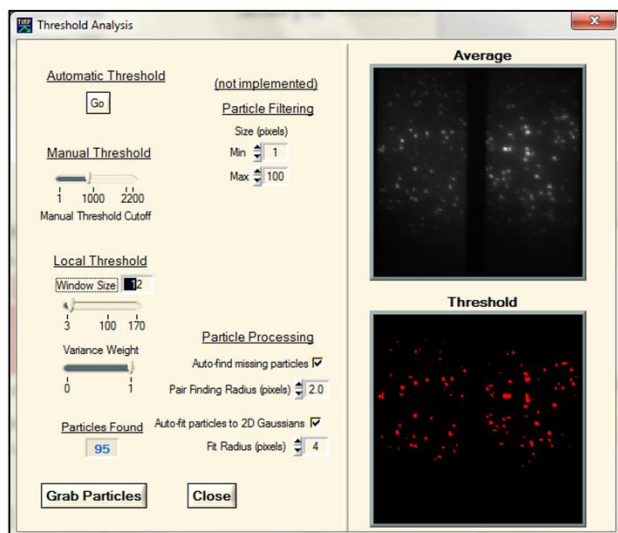 TIRF
Threshold Analysis
Automatic Threshold
Go
(not implemented)
Particle Filtering
Size (pixels)
Min 1
Max 100
Manual Threshold
1 1000 2200
Manual Threshold Cutoff
Local Threshold
Window Size 12
3 100 170
Variance Weight
0 1
Particles Found
95
Particle Processing
Auto-find missing particles
Pair Finding Radius (pixels) 2.0
Auto-fit particles to 2D Gaussians
Fit Radius (pixels) 4
Grab Particles
Close
Average
Threshold